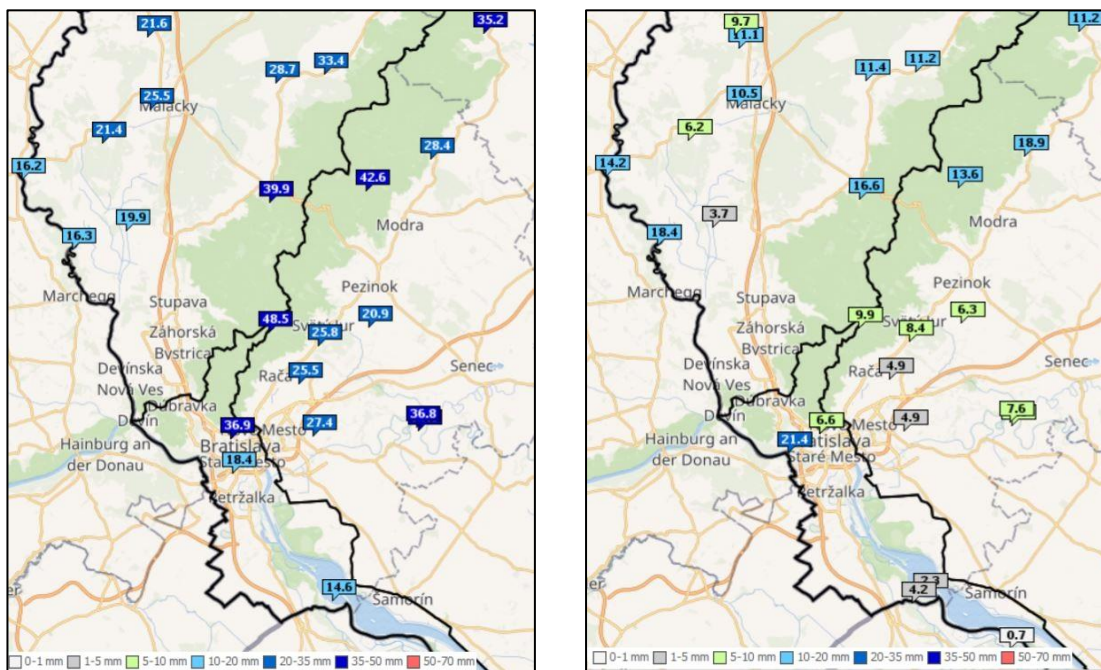 21.6
35.2
33.4
28.7
25.5
Malacky
21.4
28.4
16.2
42.6
39.9
19.9
Modra
16.3
Marchegg
Stupava
Pezinok
48.5
20.9
Záhorská
Bystrica
25.8
Devínska
Nová Ves
Rača
25.5
Senec
Dúbravka
Devín
36.9
Mesto
27.4
36.8
Hainburg an
der Donau
Bratislava
18.4
Petržalka
14.6
Šamorín
0-1 mm
1-5 mm
5-10 mm
10-20 mm
20-35 mm
35-50 mm
50-70 mm
9.7
11.2
11.1
11.2
11.4
10.5
Malacky
6.2
18.9
14.2
13.6
16.6
3.7
Modra
18.4
Marchegg
Stupava
Pezinok
9.9
6.3
Záhorská
Bystrica
8.4
Devínska
Nová Ves
Rača
4.9
Senec
Dúbravka
Devín
6.6
Mesto
4.9
7.6
Hainburg an
der Donau
21.4
Staré Mesto
Petržalka
2.3
4.2
Šamorín
0.7
0-1 mm
1-5 mm
5-10 mm
10-20 mm
20-35 mm
35-50 mm
50-70 mm